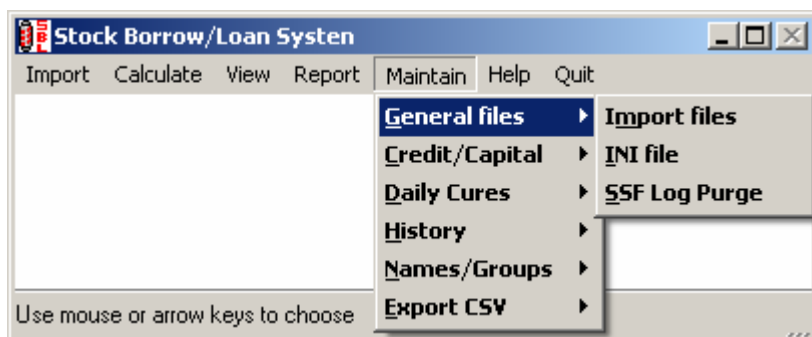 SBL Stock Borrow/Loan Systen
Import Calculate View Report Maintain Help Quit
General files Import files
Credit/Capital INI file
Daily Cures SSF Log Purge
History
Names/Groups
Export CSV
Use mouse or arrow keys to choose